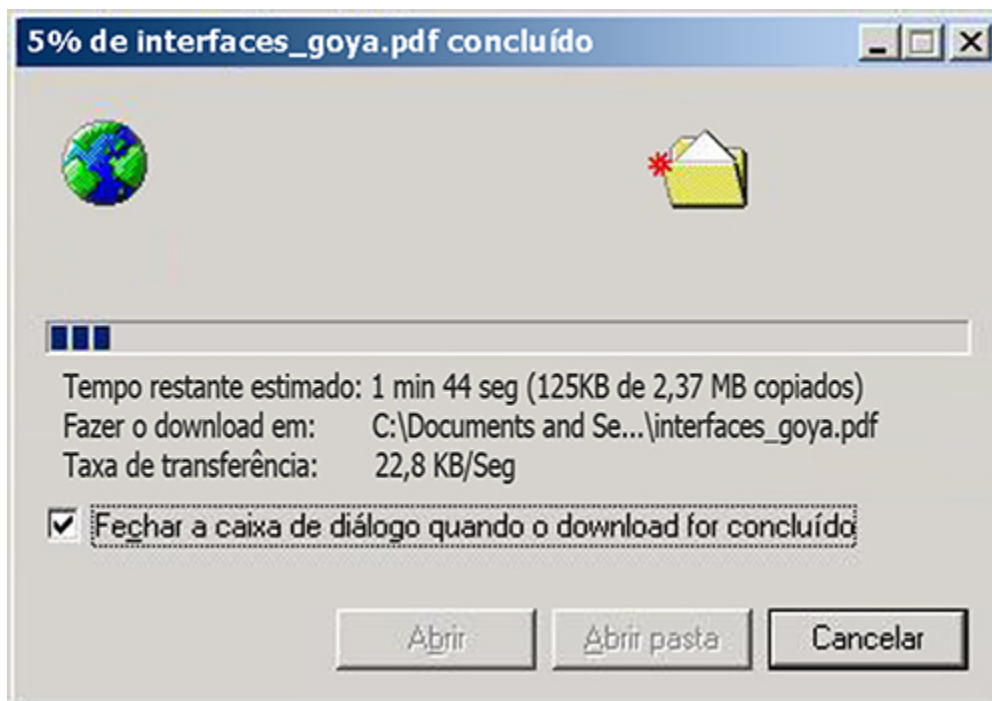 5% de interfaces_goya.pdf concluído
Tempo restante estimado: 1 min 44 seg (125KB de 2,37 MB copiados)
Fazer o download em: C:\Documents and Se...\interfaces_goya.pdf
Taxa de transferência: 22,8 KB/Seg
Fechar a caixa de diálogo quando o download for concluído
Abrir Abrir pasta Cancelar